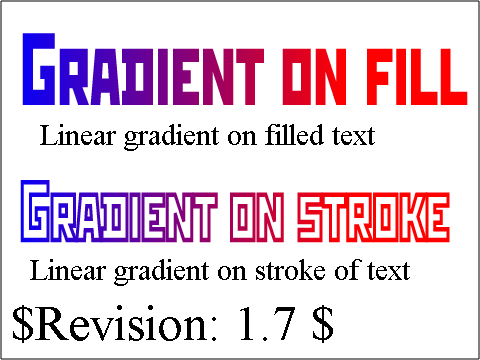 Gradient on fill
Linear gradient on filled text
Gradient on stroke
Linear gradient on stroke of text
$Revision: 1.7 $